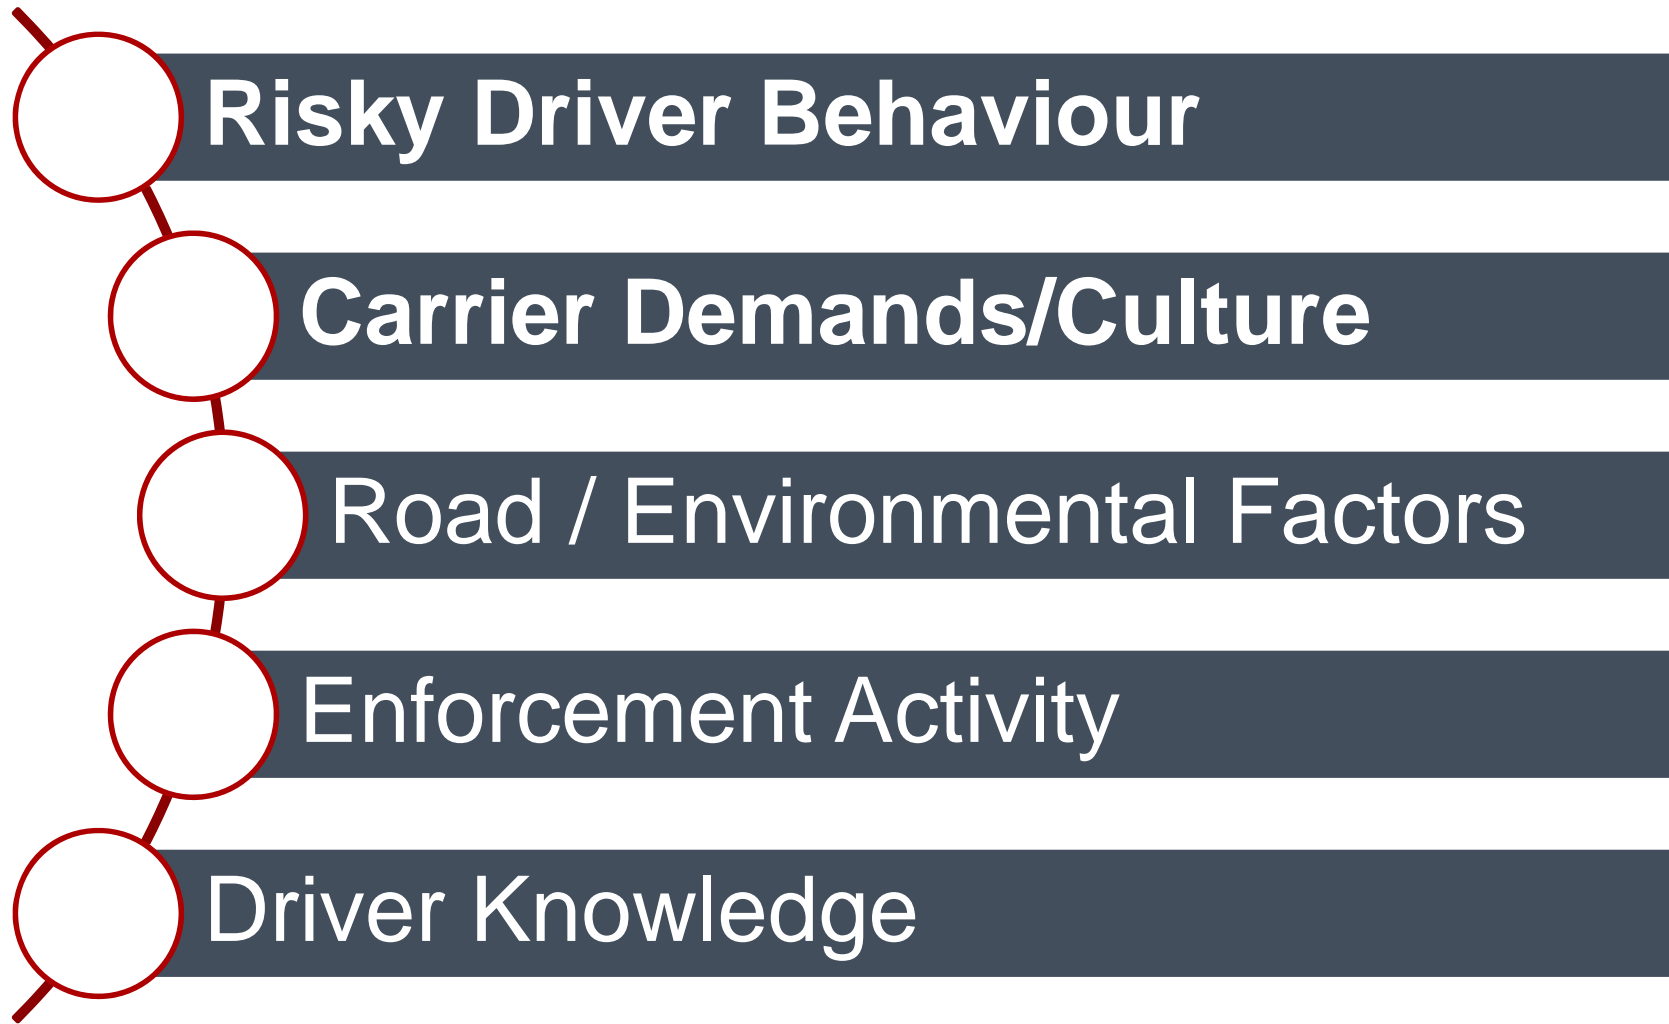 Risky Driver Behaviour
Carrier Demands/Culture
Road / Environmental Factors
Enforcement Activity
Driver Knowledge